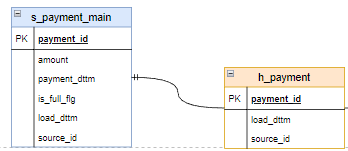 s_payment_main
PK payment_id
amount
payment_dttm
is_full_flg
load_dttm
source_id
h_payment
PK payment_id
load_dttm
source_id